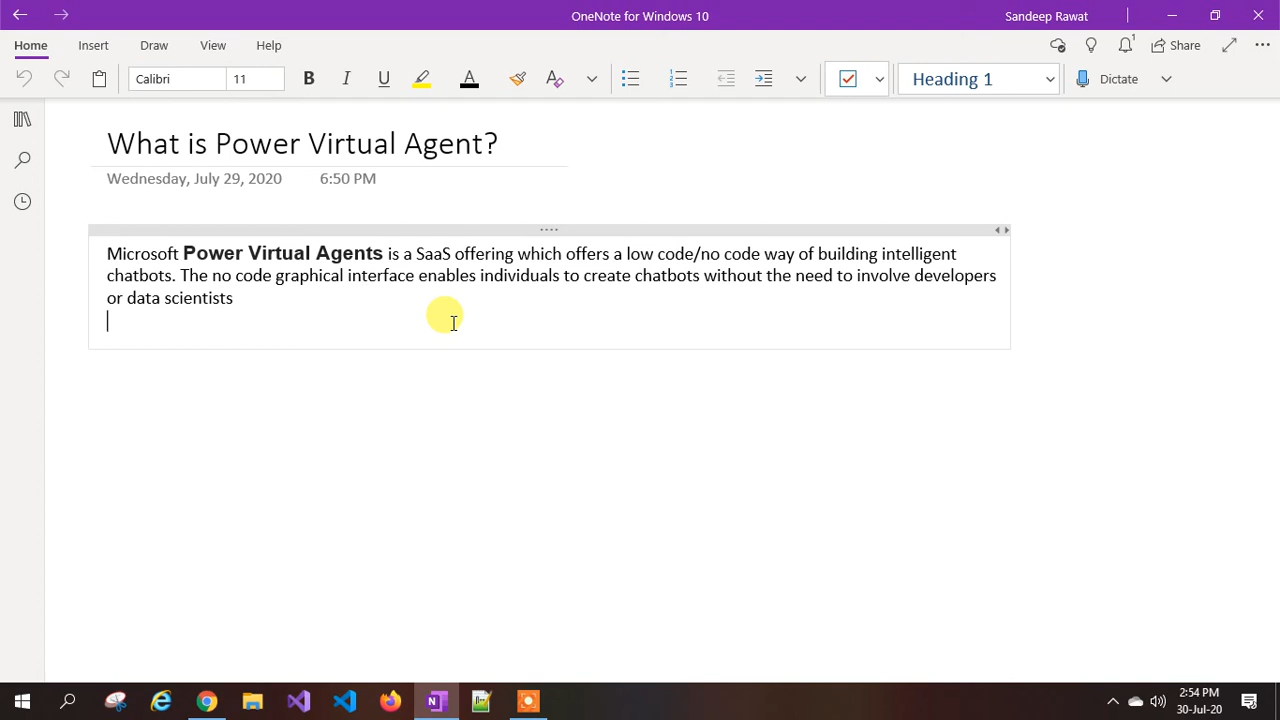 OneNote for Windows 10
Sandeep Rawat
Home Insert Draw View Help
Share
Calibri 11 B I U A A Heading 1 Dictate
What is Power Virtual Agent?
Wednesday, July 29, 2020 6:50 PM
Microsoft Power Virtual Agents is a SaaS offering which offers a low code/no code way of building intelligent
chatbots. The no code graphical interface enables individuals to create chatbots without the need to involve developers
or data scientists
2:54 PM
30-Jul-20